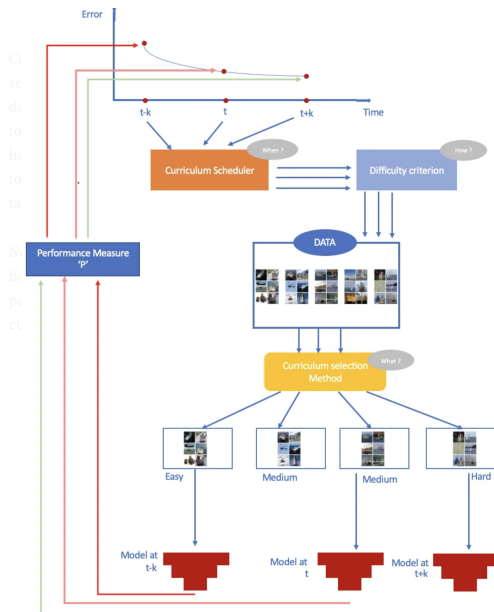 Error
t-k
t
t+k
Time
When ?
How ?
Curriculum Scheduler
Difficulty criterion
Performance Measure
'P'
DATA
Curriculum selection
Method
What ?
Easy
Medium
Medium
Hard
Model at
t-k
Model at
t
Model at
t+k